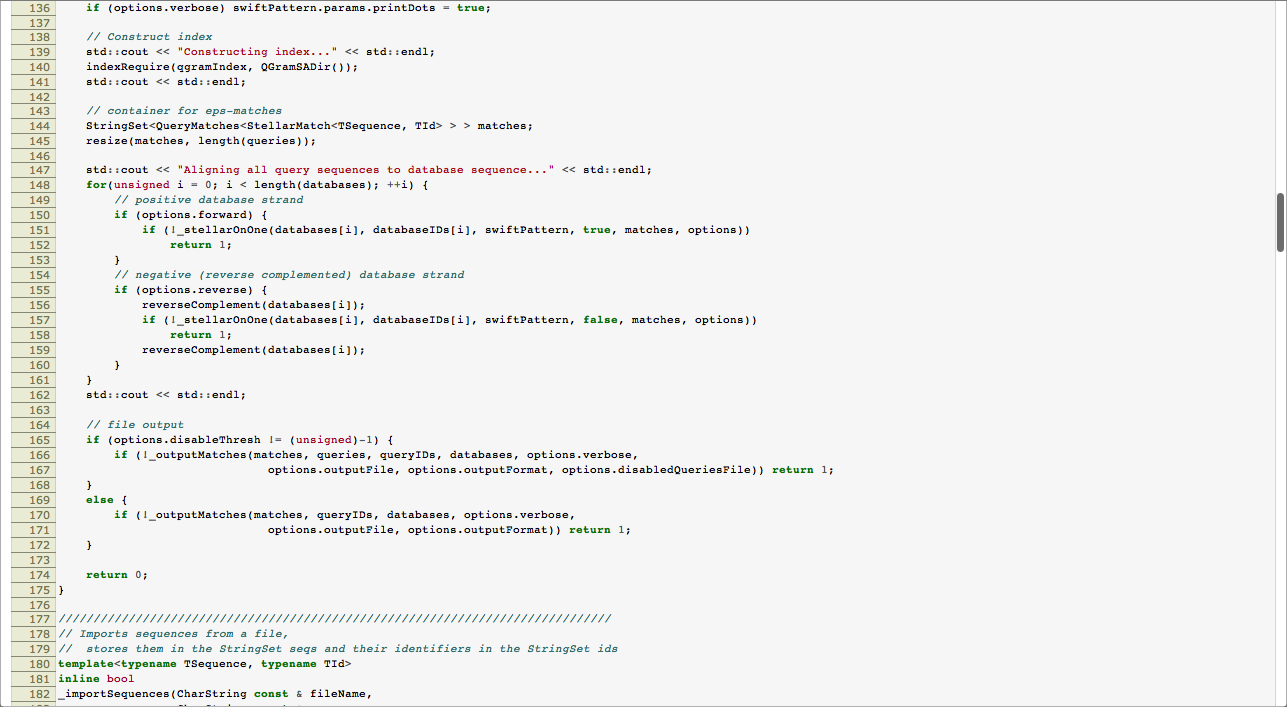 136 if (options.verbose) swiftPattern.params.printDots = true;
137
138 // Construct index
139 std::cout << "Constructing index..." << std::endl;
140 indexRequire(qgramIndex, QGramSADir());
141 std::cout << std::endl;
142
143 // container for eps-matches
144 StringSet<QueryMatches<StellarMatch<TSequence, TId> > > matches;
145 resize(matches, length(queries));
146
147 std::cout << "Aligning all query sequences to database sequence..." << std::endl;
148 for(unsigned i = 0; i < length(databases); ++i) {
149 // positive database strand
150 if (options.forward) {
151 if (!_stellarOnOne(databases[i], databaseIDs[i], swiftPattern, true, matches, options))
152 return 1;
153 }
154 // negative (reverse complemented) database strand
155 if (options.reverse) {
156 reverseComplement(databases[i]);
157 if (!_stellarOnOne(databases[i], databaseIDs[i], swiftPattern, false, matches, options))
158 return 1;
159 reverseComplement(databases[i]);
160 }
161 }
162 std::cout << std::endl;
163
164 // file output
165 if (options.disableThresh != (unsigned)-1) {
166 if (!_outputMatches(matches, queries, queryIDs, databases, options.verbose,
167 options.outputFile, options.outputFormat, options.disabledQueriesFile)) return 1;
168 }
169 else {
170 if (!_outputMatches(matches, queryIDs, databases, options.verbose,
171 options.outputFile, options.outputFormat)) return 1;
172 }
173
174 return 0;
175 }
176
177 ///////////////////////////////////////////////////////////////////////////////
178 // Imports sequences from a file,
179 //  stores them in the StringSet seqs and their identifiers in the StringSet ids
180 template<typename TSequence, typename TId>
181 inline bool
182 _importSequences(CharString const & fileName,